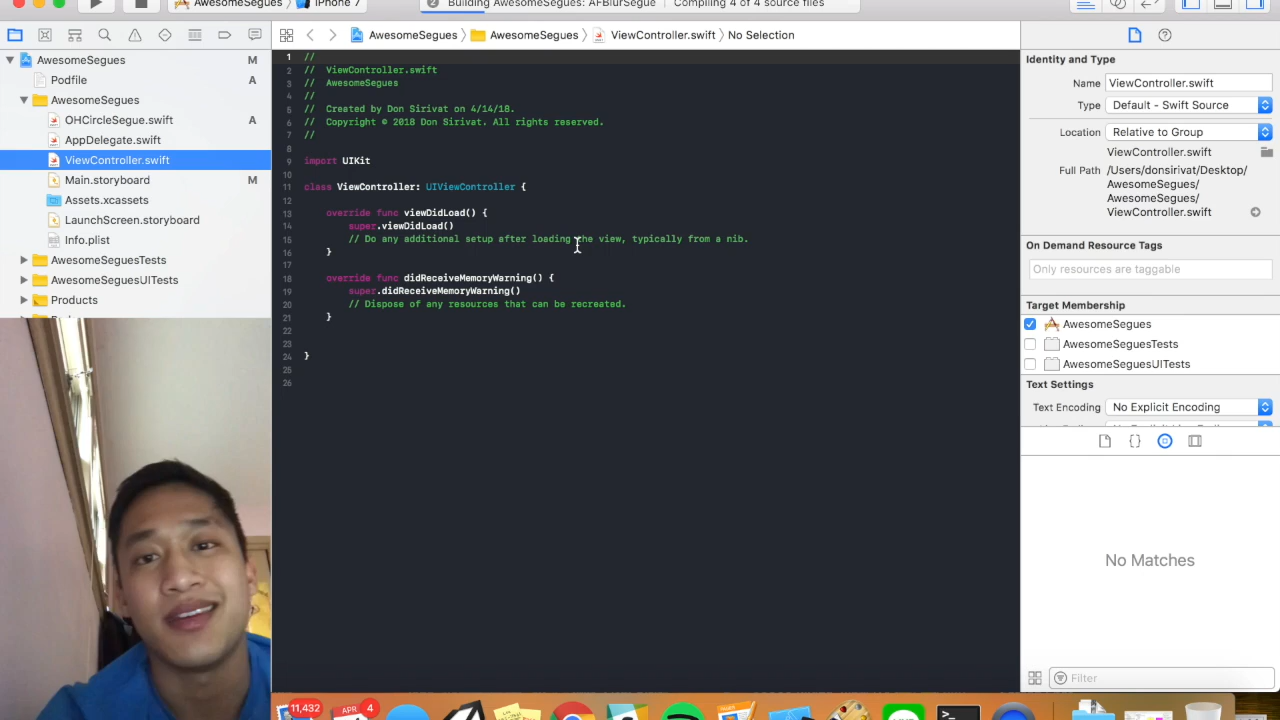 AwesomeSegues
iPhone 7
2 Building AwesomeSegues: AFBlurSegue
Compiling 4 of 4 source files
AwesomeSegues
AwesomeSegues
ViewController.swift
No Selection
AwesomeSegues M
Podfile A
AwesomeSegues
OHCircleSegue.swift A
AppDelegate.swift
ViewController.swift
Main.storyboard M
Assets.xcassets
LaunchScreen.storyboard
Info.plist
AwesomeSeguesTests
AwesomeSeguesUITests
Products
1 //
2 //  ViewController.swift
3 //  AwesomeSegues
4 //
5 //  Created by Don Sirivat on 4/14/18.
6 //  Copyright © 2018 Don Sirivat. All rights reserved.
7 //
8
9 import UIKit
10
11 class ViewController: UIViewController {
12
13     override func viewDidLoad() {
14         super.viewDidLoad()
15         // Do any additional setup after loading the view, typically from a nib.
16     }
17
18     override func didReceiveMemoryWarning() {
19         super.didReceiveMemoryWarning()
20         // Dispose of any resources that can be recreated.
21     }
22
23
24 }
25
26
Identity and Type
Name ViewController.swift
Type Default - Swift Source
Location Relative to Group
ViewController.swift
Full Path /Users/donsirivat/Desktop/
AwesomeSegues/
AwesomeSegues/
ViewController.swift
On Demand Resource Tags
Only resources are taggable
Target Membership
AwesomeSegues
AwesomeSeguesTests
AwesomeSeguesUITests
Text Settings
Text Encoding No Explicit Encoding
{ }
No Matches
Filter
11,432
APR 4
>_